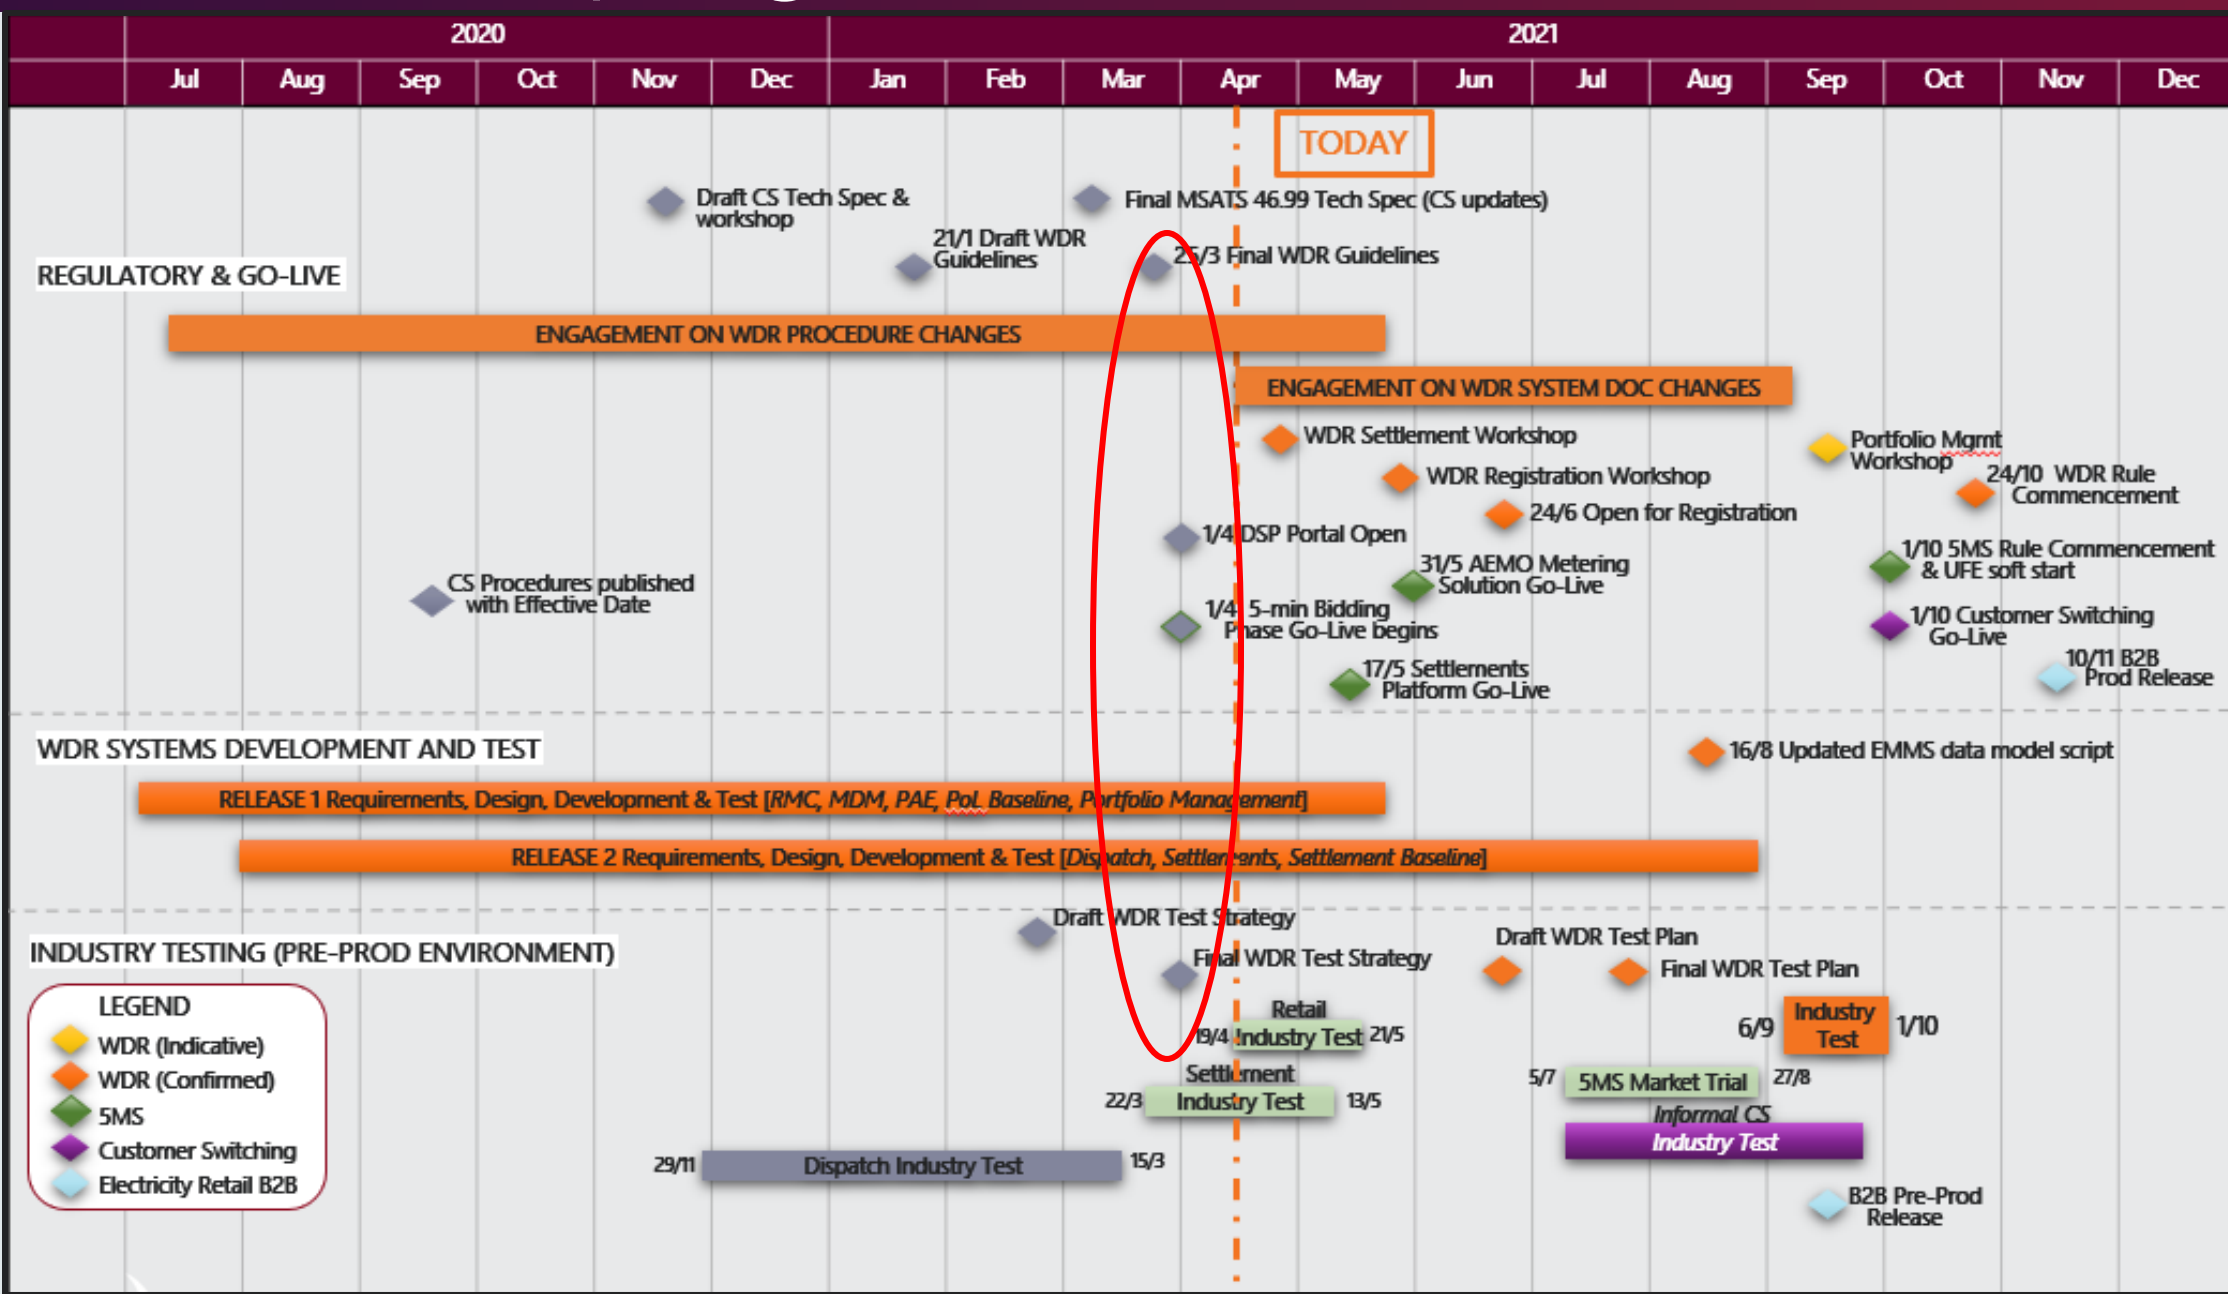 2020
2021
Jul
Aug
Sep
Oct
Nov
Dec
Jan
Feb
Mar
Apr
May
Jun
Jul
Aug
Sep
Oct
Nov
Dec
TODAY
Draft CS Tech Spec &
workshop
Final MSATS 46.99 Tech Spec (CS updates)
21/1 Draft WDR
Guidelines
25/3 Final WDR Guidelines
REGULATORY & GO-LIVE
ENGAGEMENT ON WDR PROCEDURE CHANGES
ENGAGEMENT ON WDR SYSTEM DOC CHANGES
WDR Settlement Workshop
Portfolio Mgmt
Workshop
WDR Registration Workshop
24/10 WDR Rule
Commencement
24/6 Open for Registration
1/4 DSP Portal Open
1/10 5MS Rule Commencement
& UFE soft start
31/5 AEMO Metering
Solution Go-Live
CS Procedures published
with Effective Date
1/4 5-min Bidding
Phase Go-Live begins
1/10 Customer Switching
Go-Live
17/5 Settlements
Platform Go-Live
10/11 B2B
Prod Release
WDR SYSTEMS DEVELOPMENT AND TEST
16/8 Updated EMMS data model script
RELEASE 1 Requirements, Design, Development & Test [RMC, MDM, PAE, Pol. Baseline, Portfolio Management]
RELEASE 2 Requirements, Design, Development & Test [Dispatch, Settlements, Settlement Baseline]
Draft WDR Test Strategy
INDUSTRY TESTING (PRE-PROD ENVIRONMENT)
Final WDR Test Strategy
Draft WDR Test Plan
Final WDR Test Plan
Retail
19/4 Industry Test 21/5
6/9 Industry
Test 1/10
Settlement
22/3 Industry Test 13/5
5/7 5MS Market Trial 27/8
Informal CS
Industry Test
29/11 Dispatch Industry Test 15/3
B2B Pre-Prod
Release
LEGEND
WDR (Indicative)
WDR (Confirmed)
5MS
Customer Switching
Electricity Retail B2B